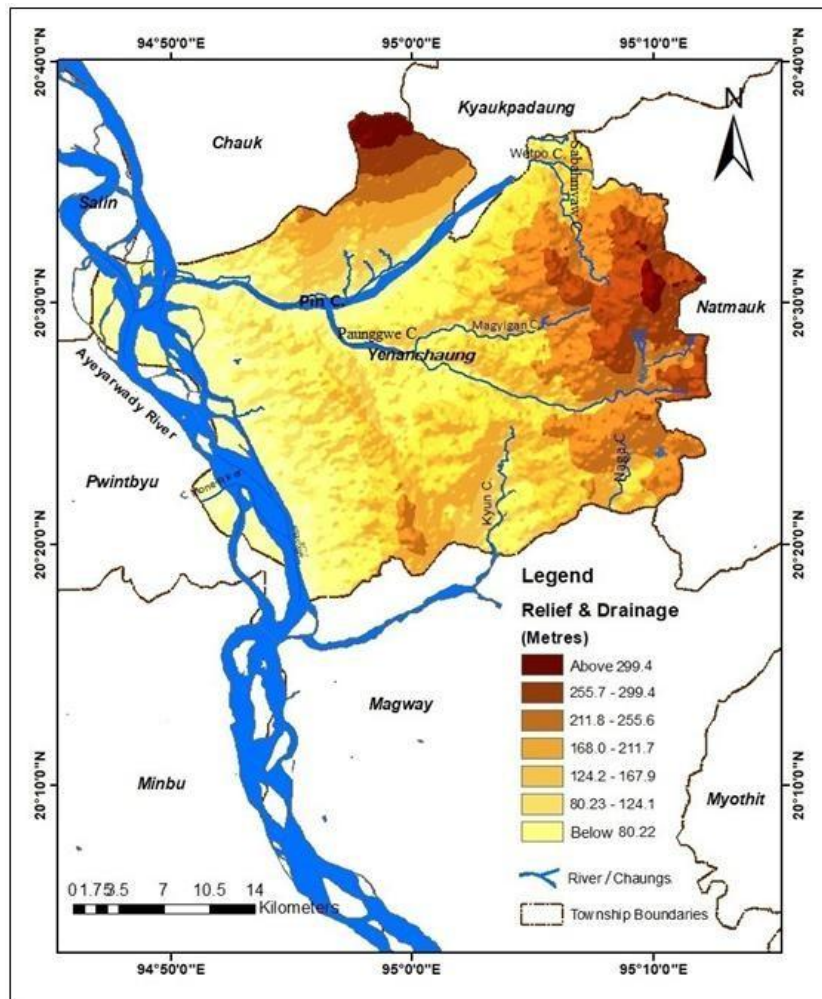 94°50'0"E 95°0'0"E 95°10'0"E
20°40'0"N
20°40'0"N
Kyaukpadaung
N
Chauk
Wetpo C.
Sabahmyaw C.
Salin
20°30'0"N
Pin C.
Natmauk
20°30'0"N
Paunggwe C
Magyigan C.
Yenanchaung
Ayeyarwady River
Pwintbyu
Kyun C.
Naga C
20°20'0"N
20°20'0"N
Legend
Relief & Drainage
(Metres)
Above 299.4
255.7 - 299.4
211.8 - 255.6
168.0 - 211.7
124.2 - 167.9
80.23 - 124.1
Below 80.22
River / Chaungs.
Township Boundaries
Magway
Minbu
Myothit
20°10'0"N
20°10'0"N
0 1.75 3.5 7 10.5 14
Kilometers
94°50'0"E 95°0'0"E 95°10'0"E